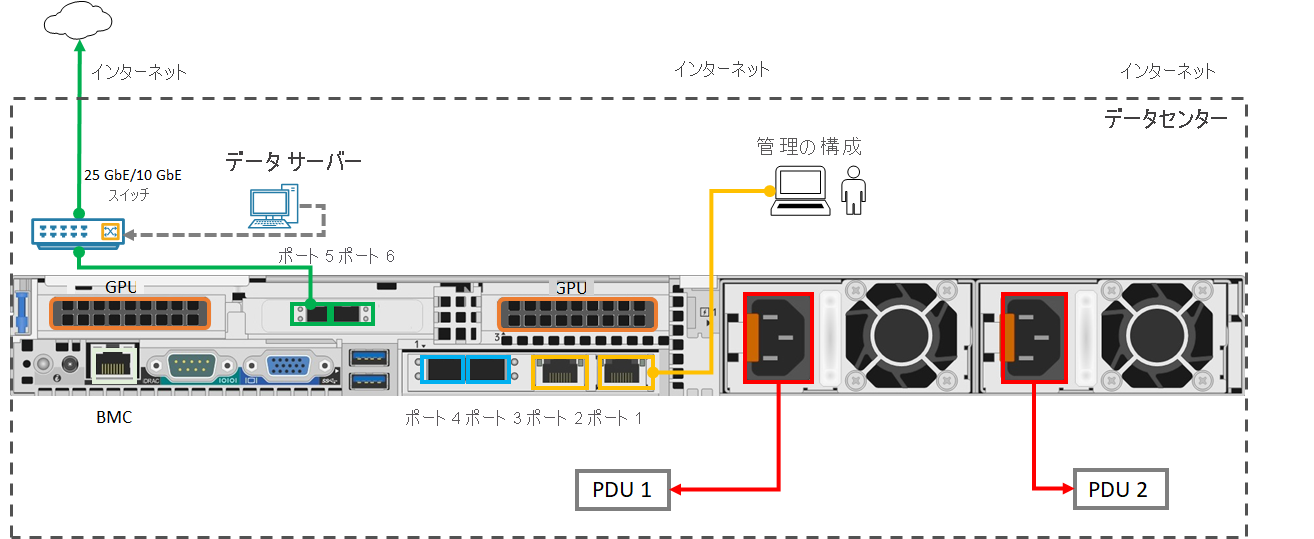 インターネット
インターネット
インターネット
データセンター
管理の構成
データ サーバー
25 GbE/10 GbE
スイッチ
ポート 5 ポート 6
GPU
GPU
1
3
1
IOIOI
BMC
ポート 4 ポート 3 ポート 2 ポート 1
PDU 1
PDU 2